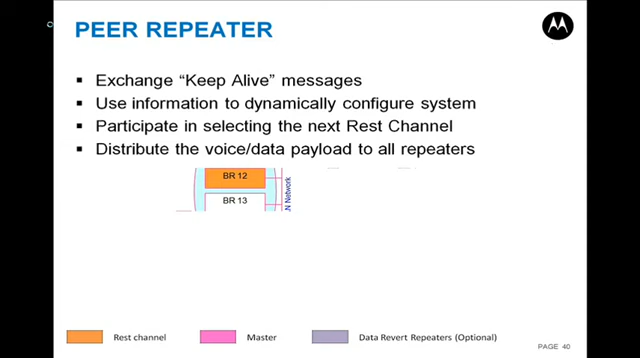 PEER REPEATER
Exchange “Keep Alive” messages
Use information to dynamically configure system
Participate in selecting the next Rest Channel
Distribute the voice/data payload to all repeaters
BR 12
BR 13
Network
Rest channel
Master
Data Revert Repeaters (Optional)
PAGE 40